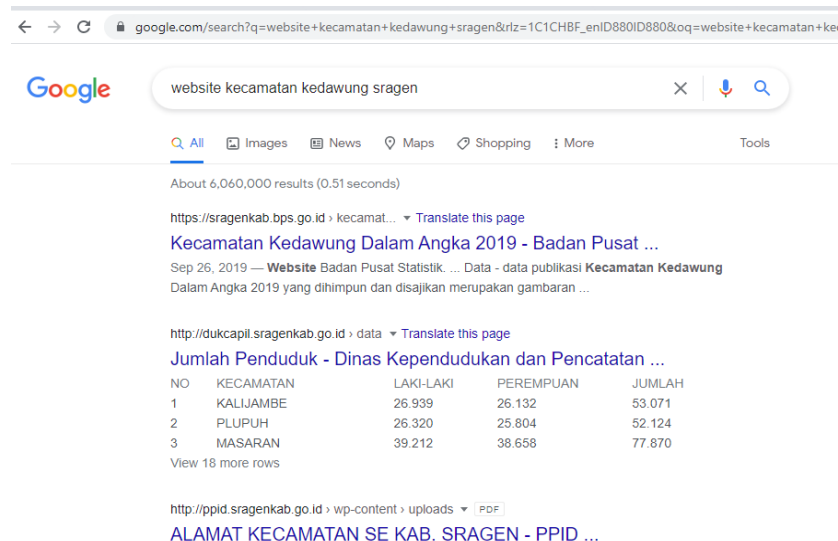 google.com/search?q=website+kecamatan+kedawung+sragen&rlz=1C1CHBF_enID880ID880&oq=website+kecamatan+ke
Google
website kecamatan kedawung sragen
All Images News Maps Shopping More Tools
About 6,060,000 results (0.51 seconds)
https://sragenkab.bps.go.id › kecamat... Translate this page
Kecamatan Kedawung Dalam Angka 2019 - Badan Pusat ...
Sep 26, 2019 — Website Badan Pusat Statistik. ... Data - data publikasi Kecamatan Kedawung
Dalam Angka 2019 yang dihimpun dan disajikan merupakan gambaran ...
http://dukcapil.sragenkab.go.id › data Translate this page
Jumlah Penduduk - Dinas Kependudukan dan Pencatatan ...
NO KECAMATAN LAKI-LAKI PEREMPUAN JUMLAH
1 KALIJAMBE 26.939 26.132 53.071
2 PLUPUH 26.320 25.804 52.124
3 MASARAN 39.212 38.658 77.870
View 18 more rows
http://ppid.sragenkab.go.id › wp-content › uploads PDF
ALAMAT KECAMATAN SE KAB. SRAGEN - PPID ...